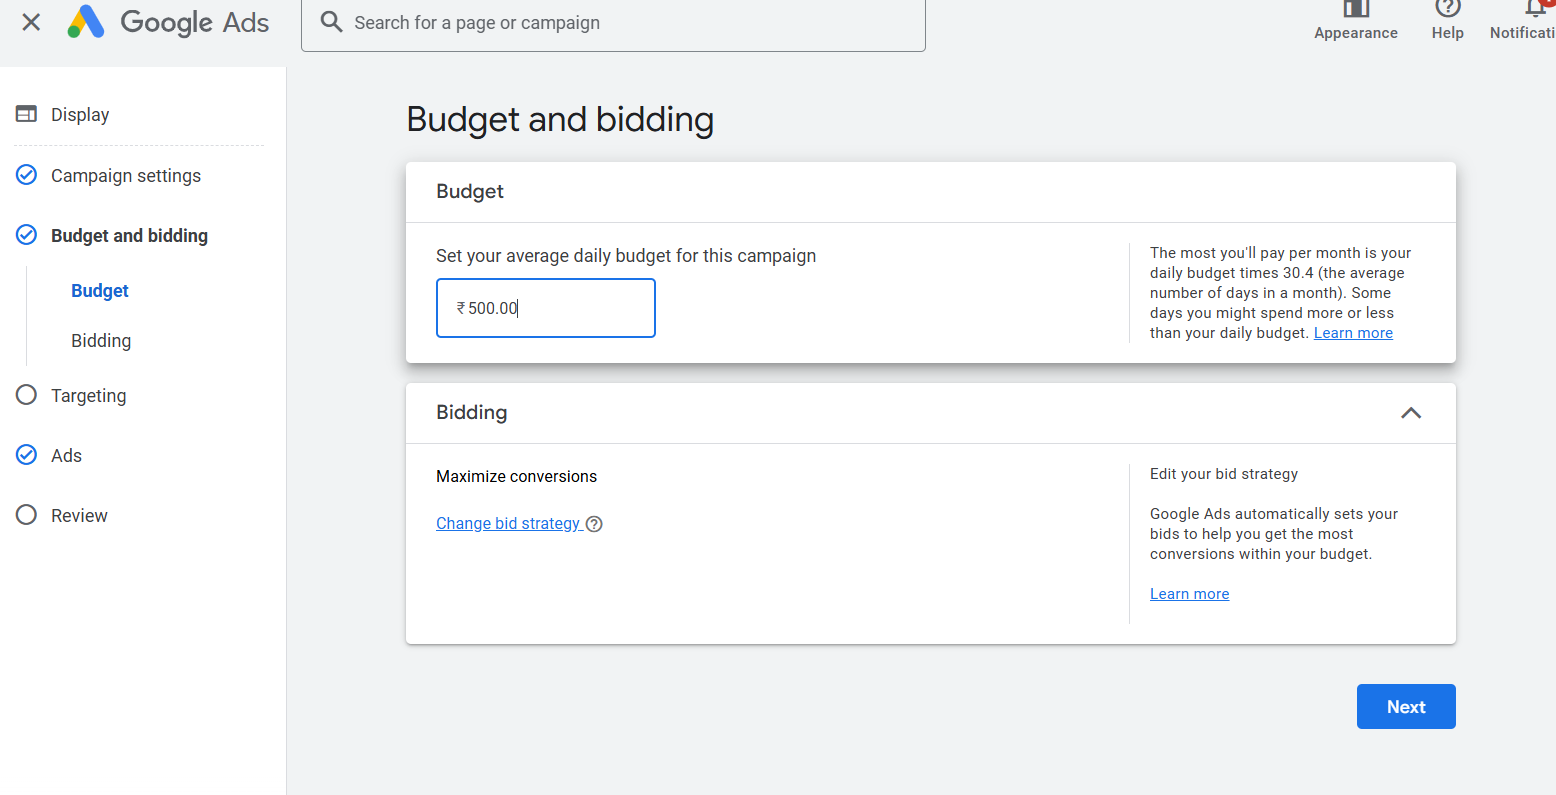 Google Ads
Search for a page or campaign
Appearance
Help
Notificati
Display
Campaign settings
Budget and bidding
Budget
Bidding
Targeting
Ads
Review
Budget and bidding
Budget
Set your average daily budget for this campaign
₹500.00
The most you'll pay per month is your
daily budget times 30.4 (the average
number of days in a month). Some
days you might spend more or less
than your daily budget. Learn more
Bidding
Maximize conversions
Change bid strategy
Edit your bid strategy
Google Ads automatically sets your
bids to help you get the most
conversions within your budget.
Learn more
Next